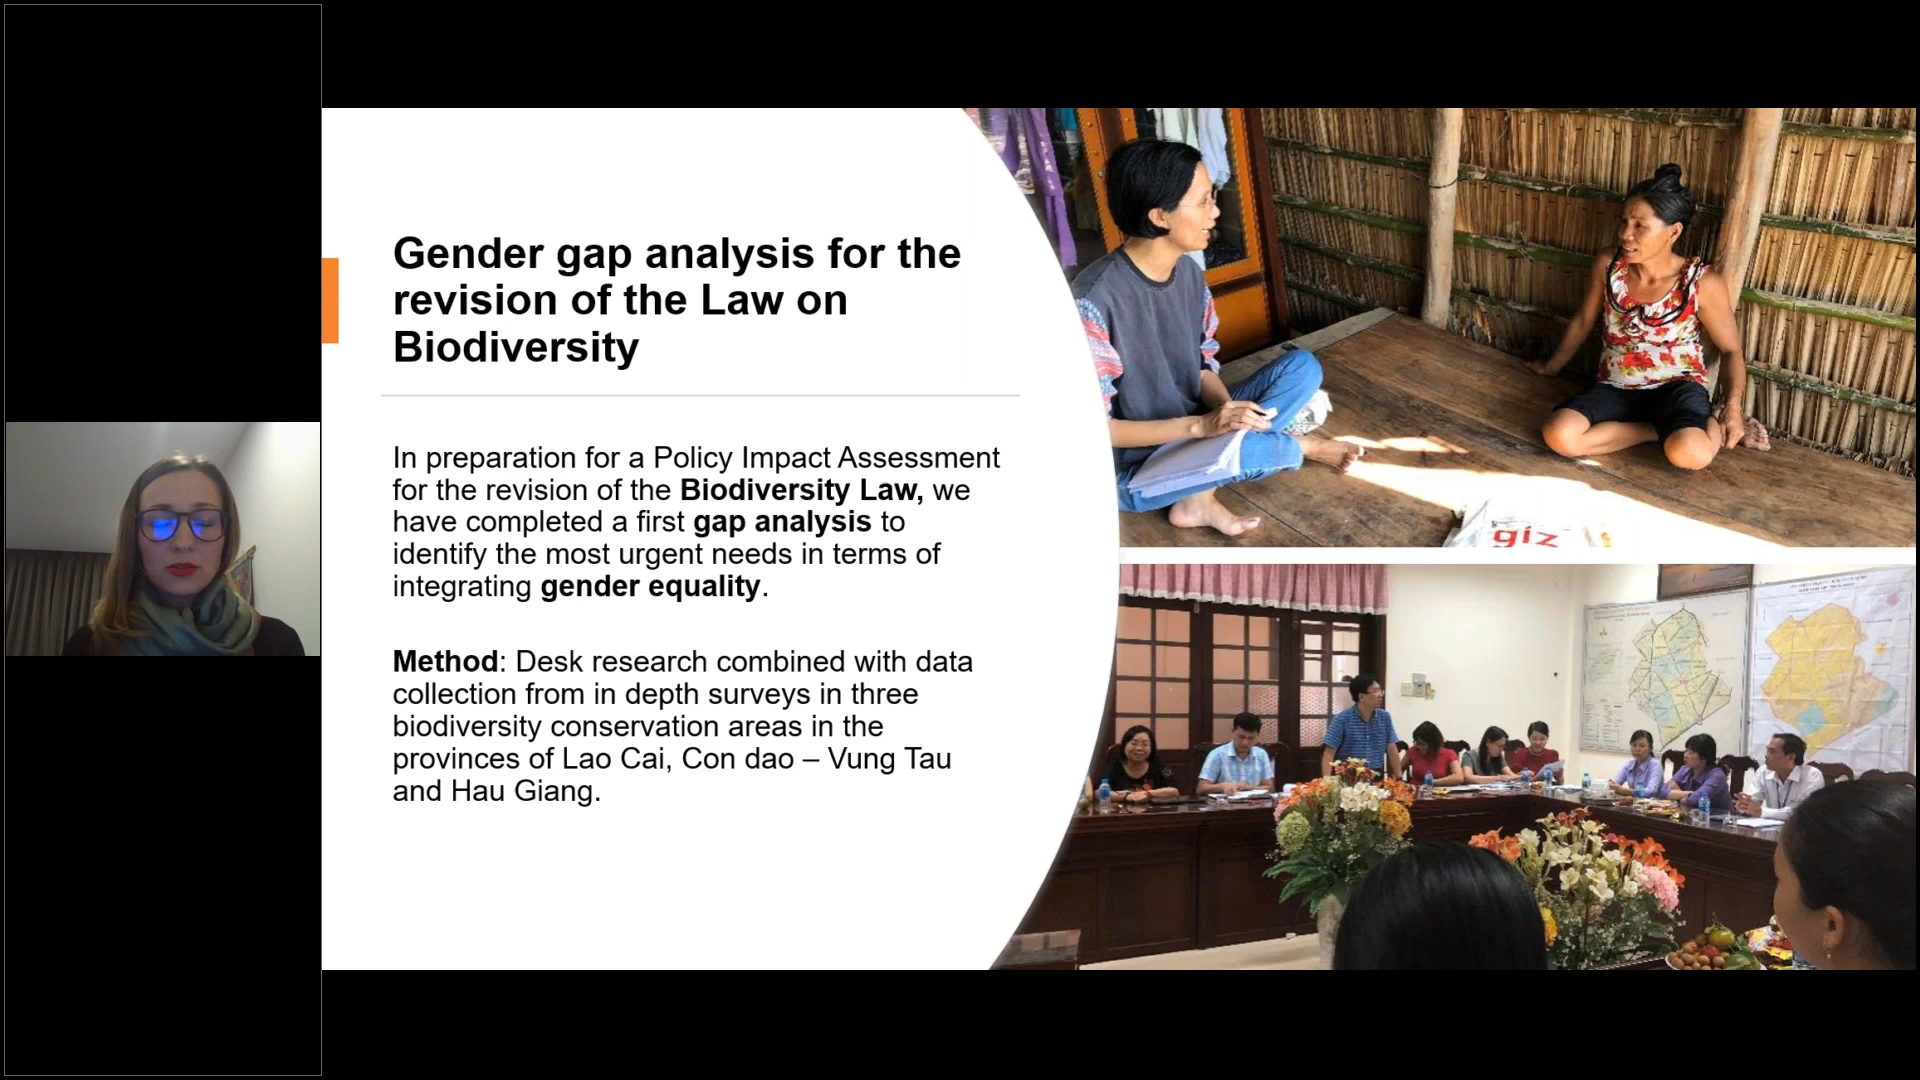 Gender gap analysis for the
revision of the Law on
Biodiversity
In preparation for a Policy Impact Assessment
for the revision of the Biodiversity Law, we
have completed a first gap analysis to
identify the most urgent needs in terms of
integrating gender equality.
Method: Desk research combined with data
collection from in depth surveys in three
biodiversity conservation areas in the
provinces of Lao Cai, Con dao – Vung Tau
and Hau Giang.
giz